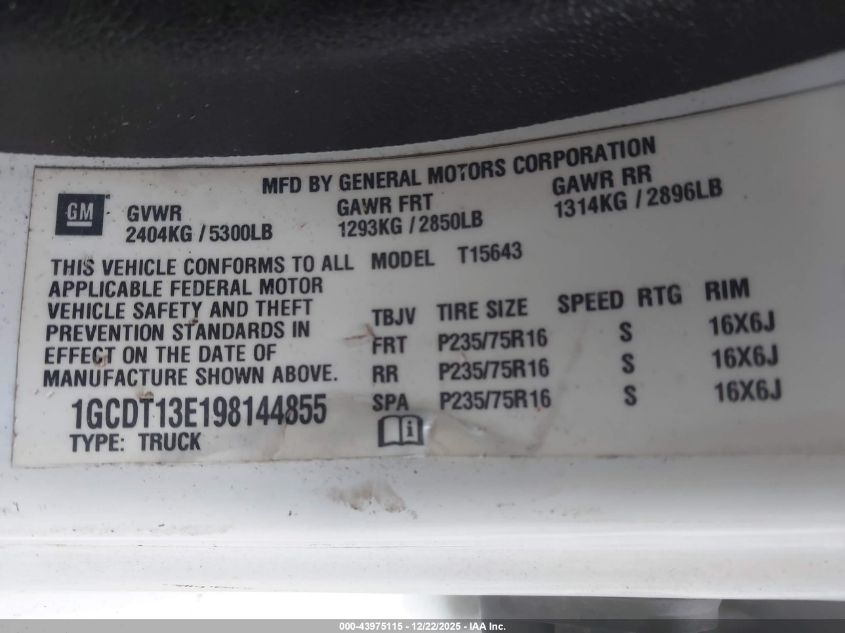 MFD BY GENERAL MOTORS CORPORATION
GM
GVWR GAWR FRT GAWR RR
2404KG / 5300LB 1293KG / 2850LB 1314KG / 2896LB
THIS VEHICLE CONFORMS TO ALL MODEL T15643
APPLICABLE FEDERAL MOTOR
VEHICLE SAFETY AND THEFT
PREVENTION STANDARDS IN
EFFECT ON THE DATE OF
MANUFACTURE SHOWN ABOVE.
TBJV TIRE SIZE SPEED RTG RIM
FRT P235/75R16 S 16X6J
RR P235/75R16 S 16X6J
SPA P235/75R16 S 16X6J
1GCDT13E198144855
TYPE: TRUCK
i
000-43975115 - 12/22/2025 - IAA Inc.